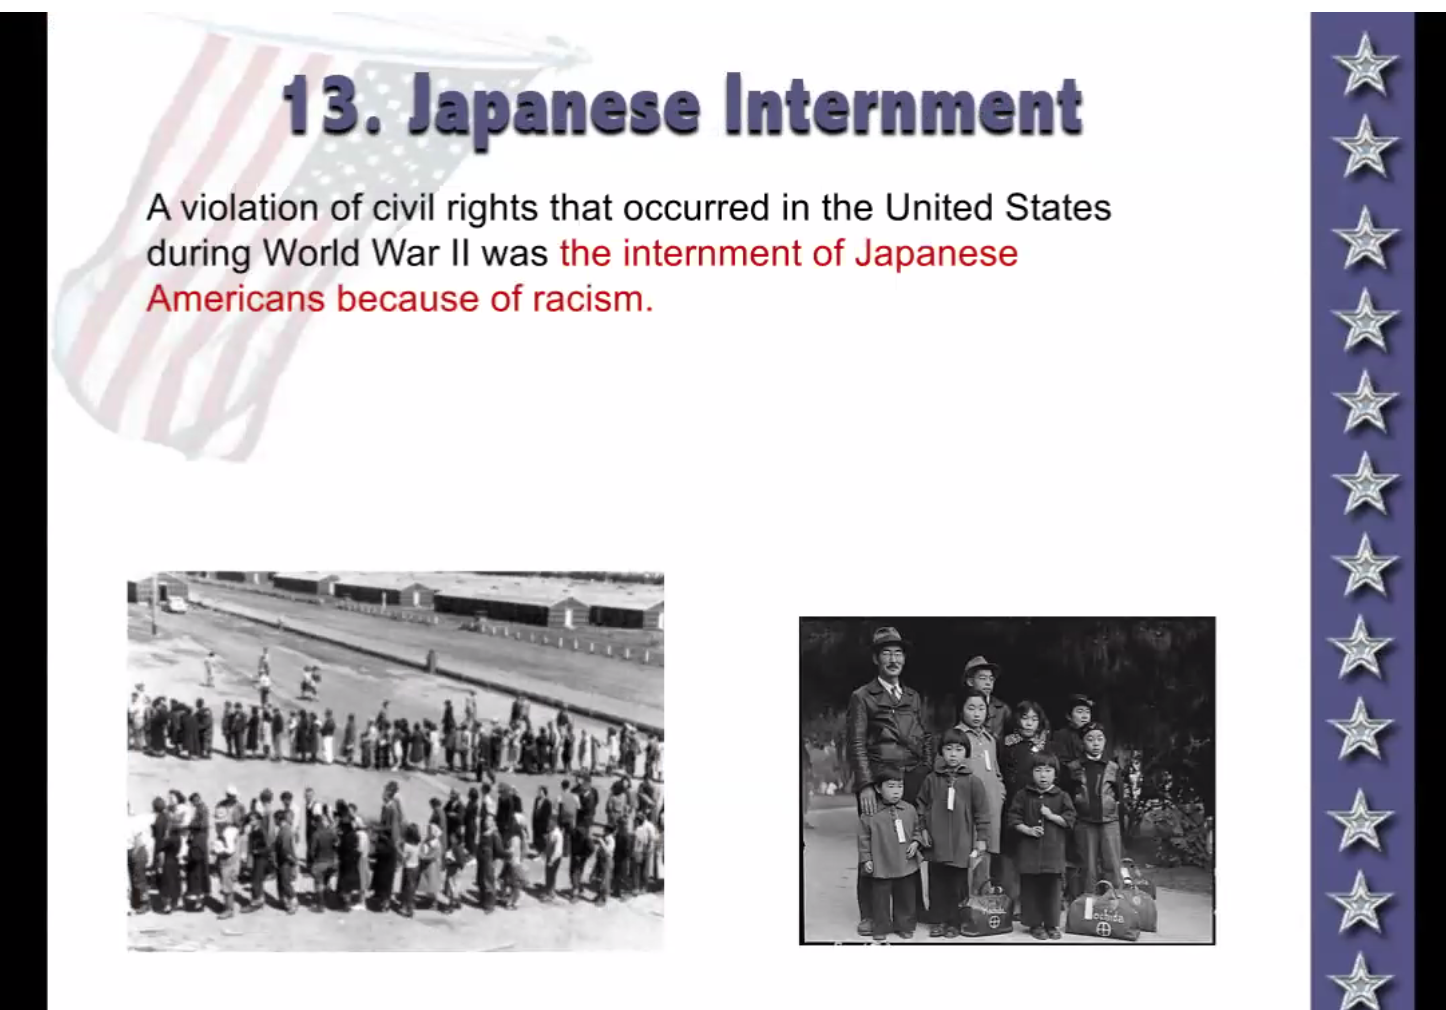 13. Japanese Internment
A violation of civil rights that occurred in the United States
during World War II was the internment of Japanese
Americans because of racism.
Mochida